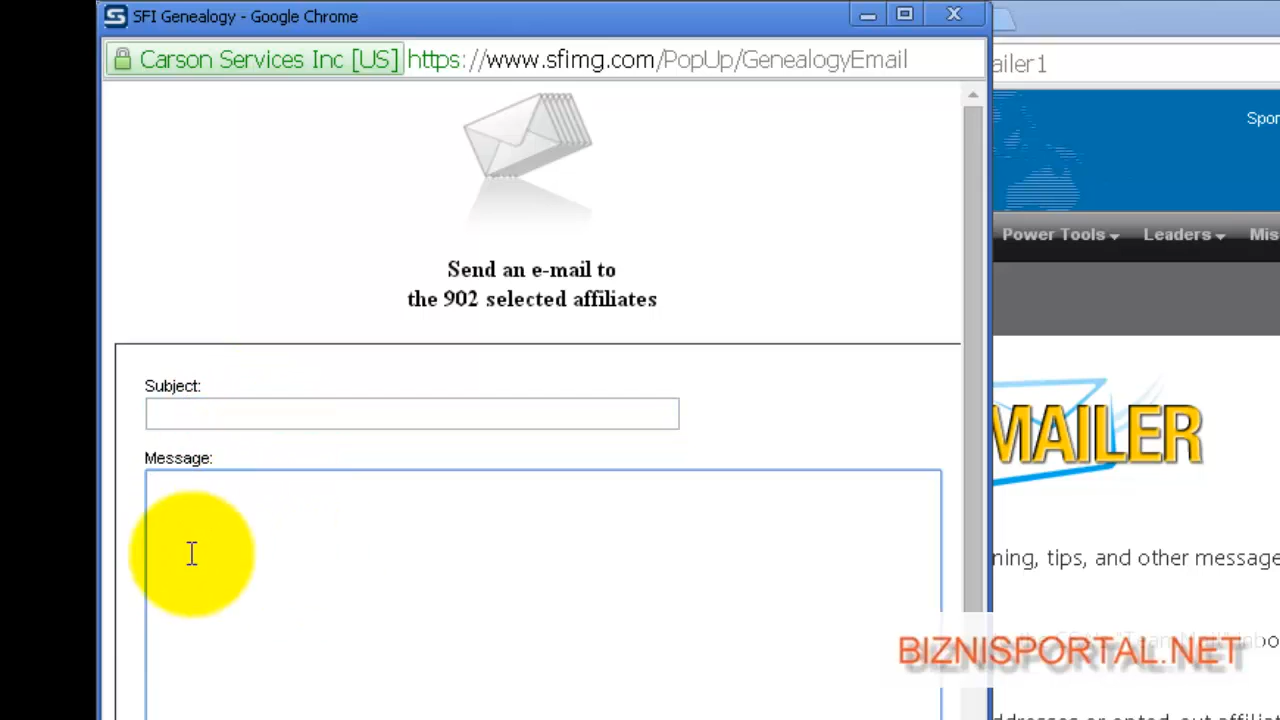 SFI Genealogy - Google Chrome
Carson Services Inc [US] https://www.sfimg.com/PopUp/GenealogyEmail
ailer1
Spor
Power Tools Leaders Mis
Send an e-mail to
the 902 selected affiliates
Subject:
MAILER
Message:
ning, tips, and other message
BIZNISPORTAL.NET